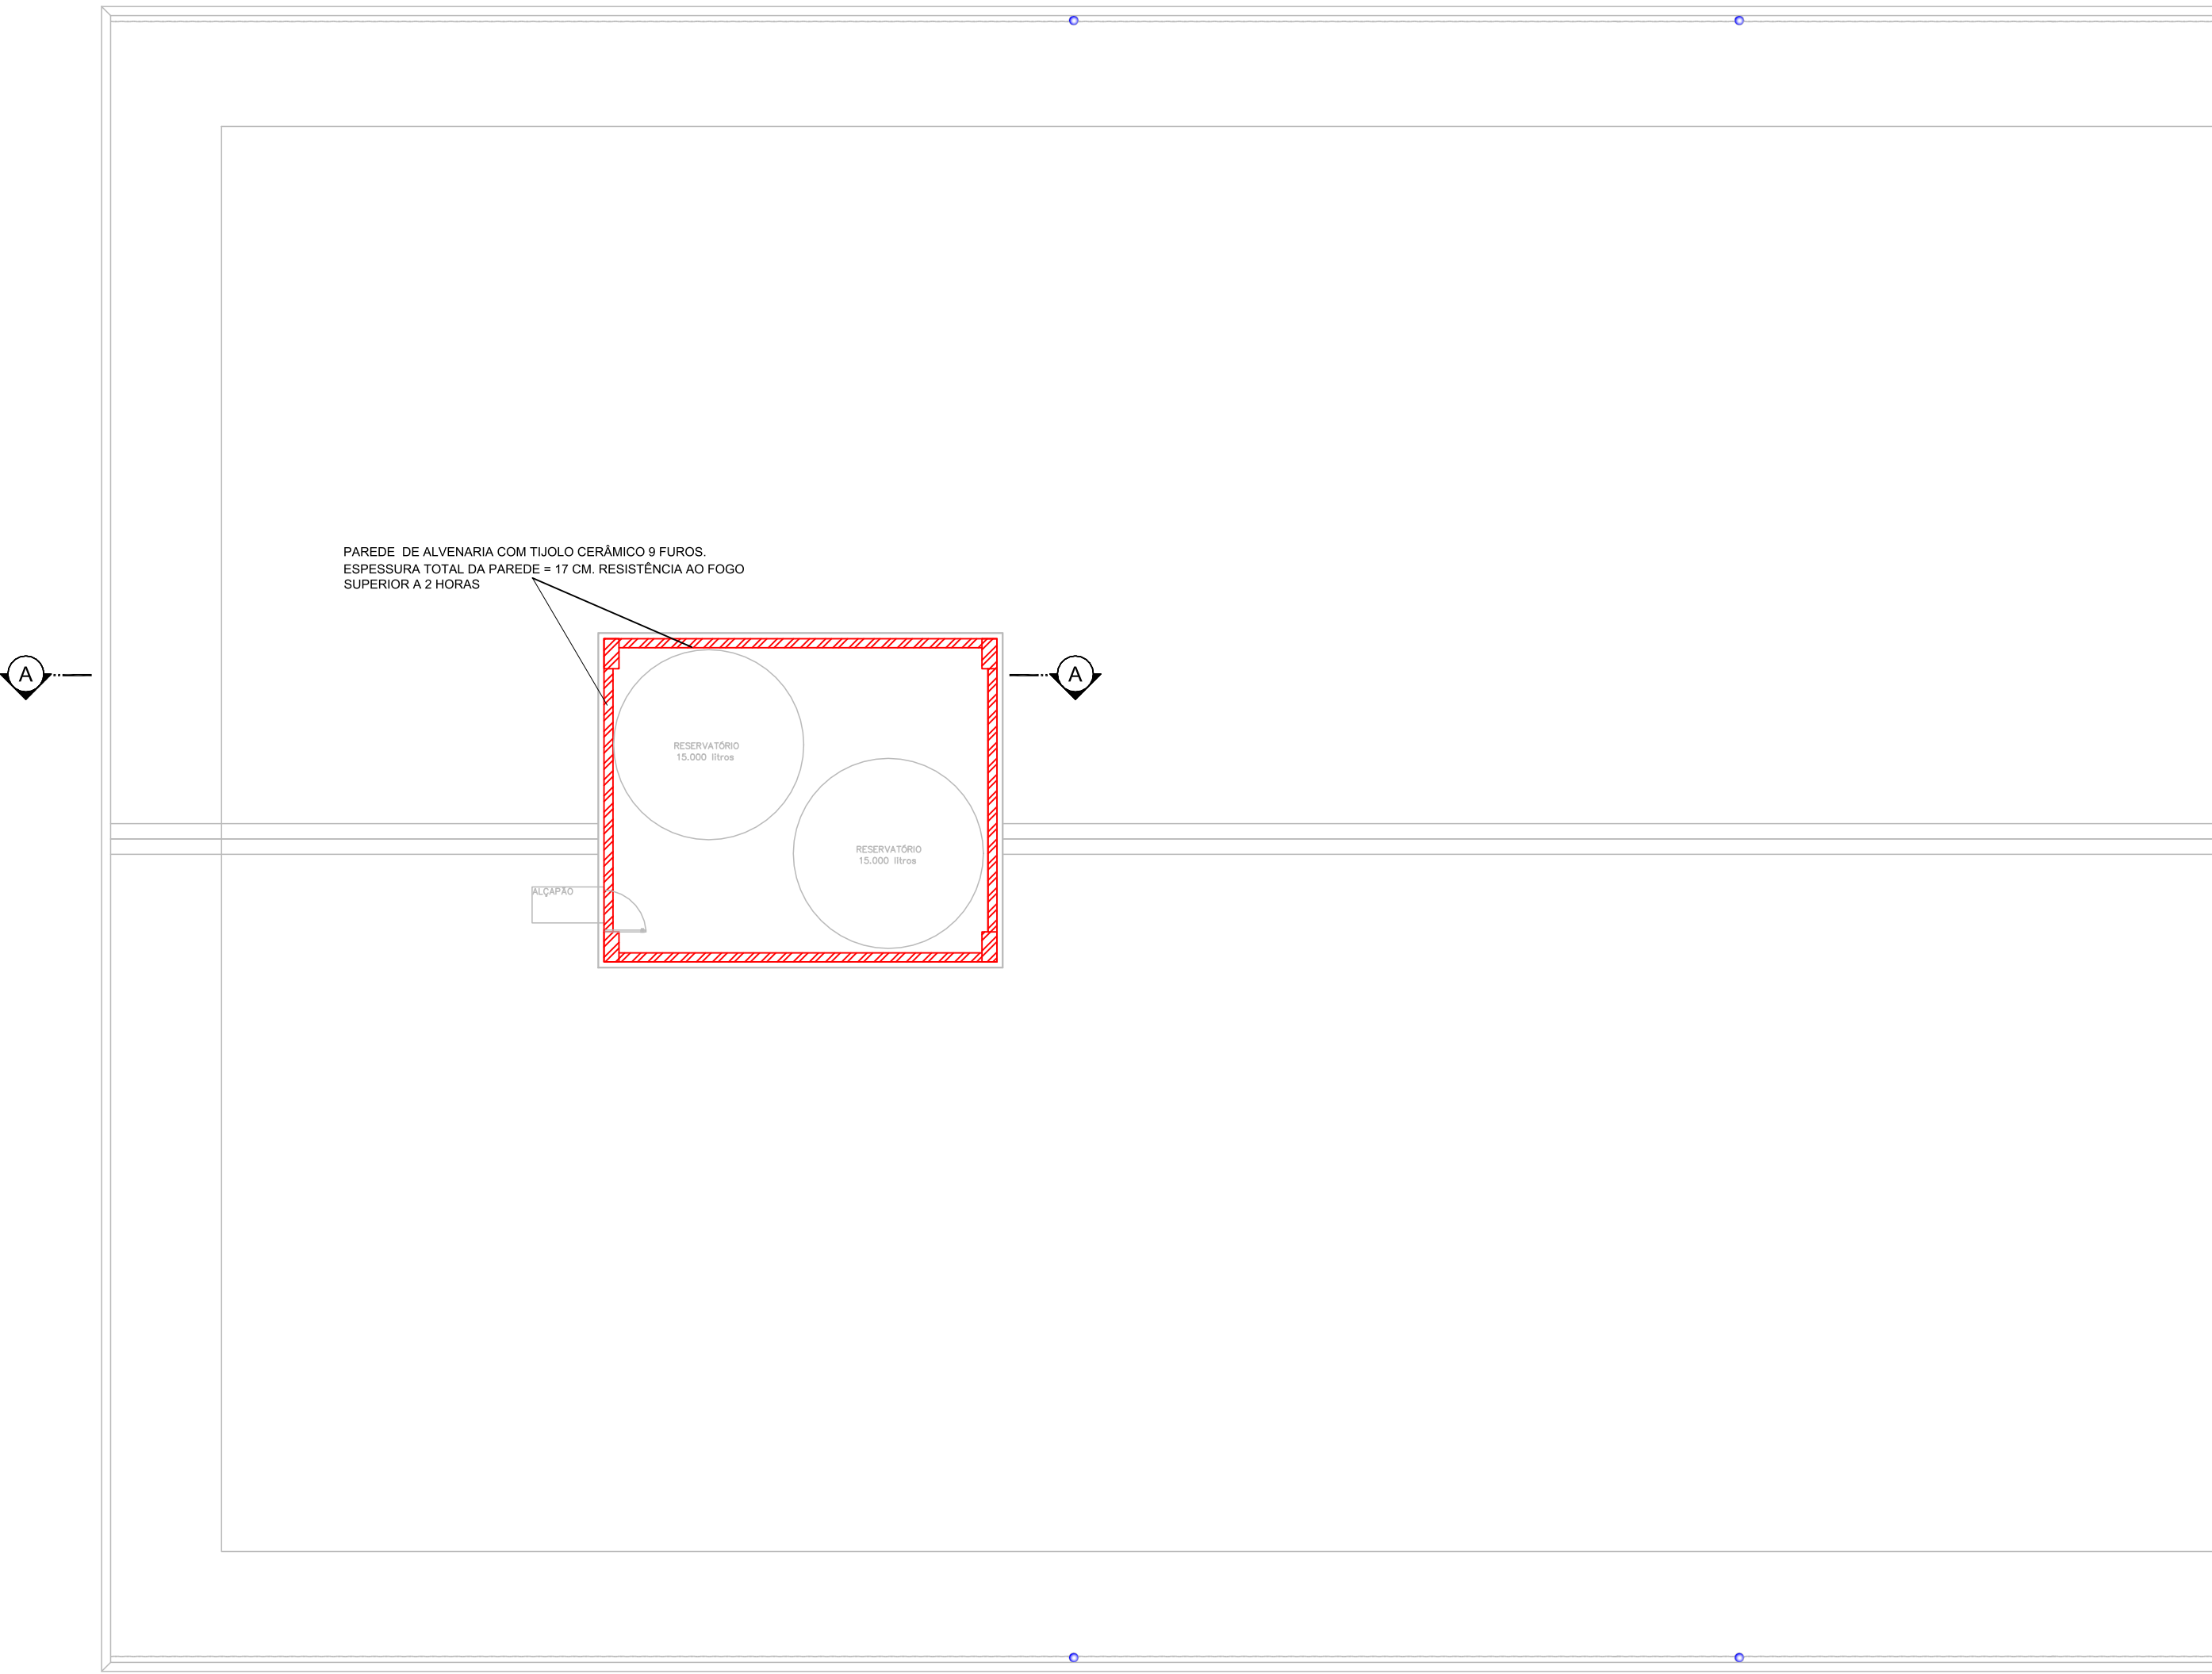 PAREDE DE ALVENARIA COM TIJOLO CERÂMICO 9 FUROS.
ESPESSURA TOTAL DA PAREDE = 17 CM. RESISTÊNCIA AO FOGO
SUPERIOR A 2 HORAS
A
A
RESERVATÓRIO
15.000 litros
RESERVATÓRIO
15.000 litros
ALÇAPÃO